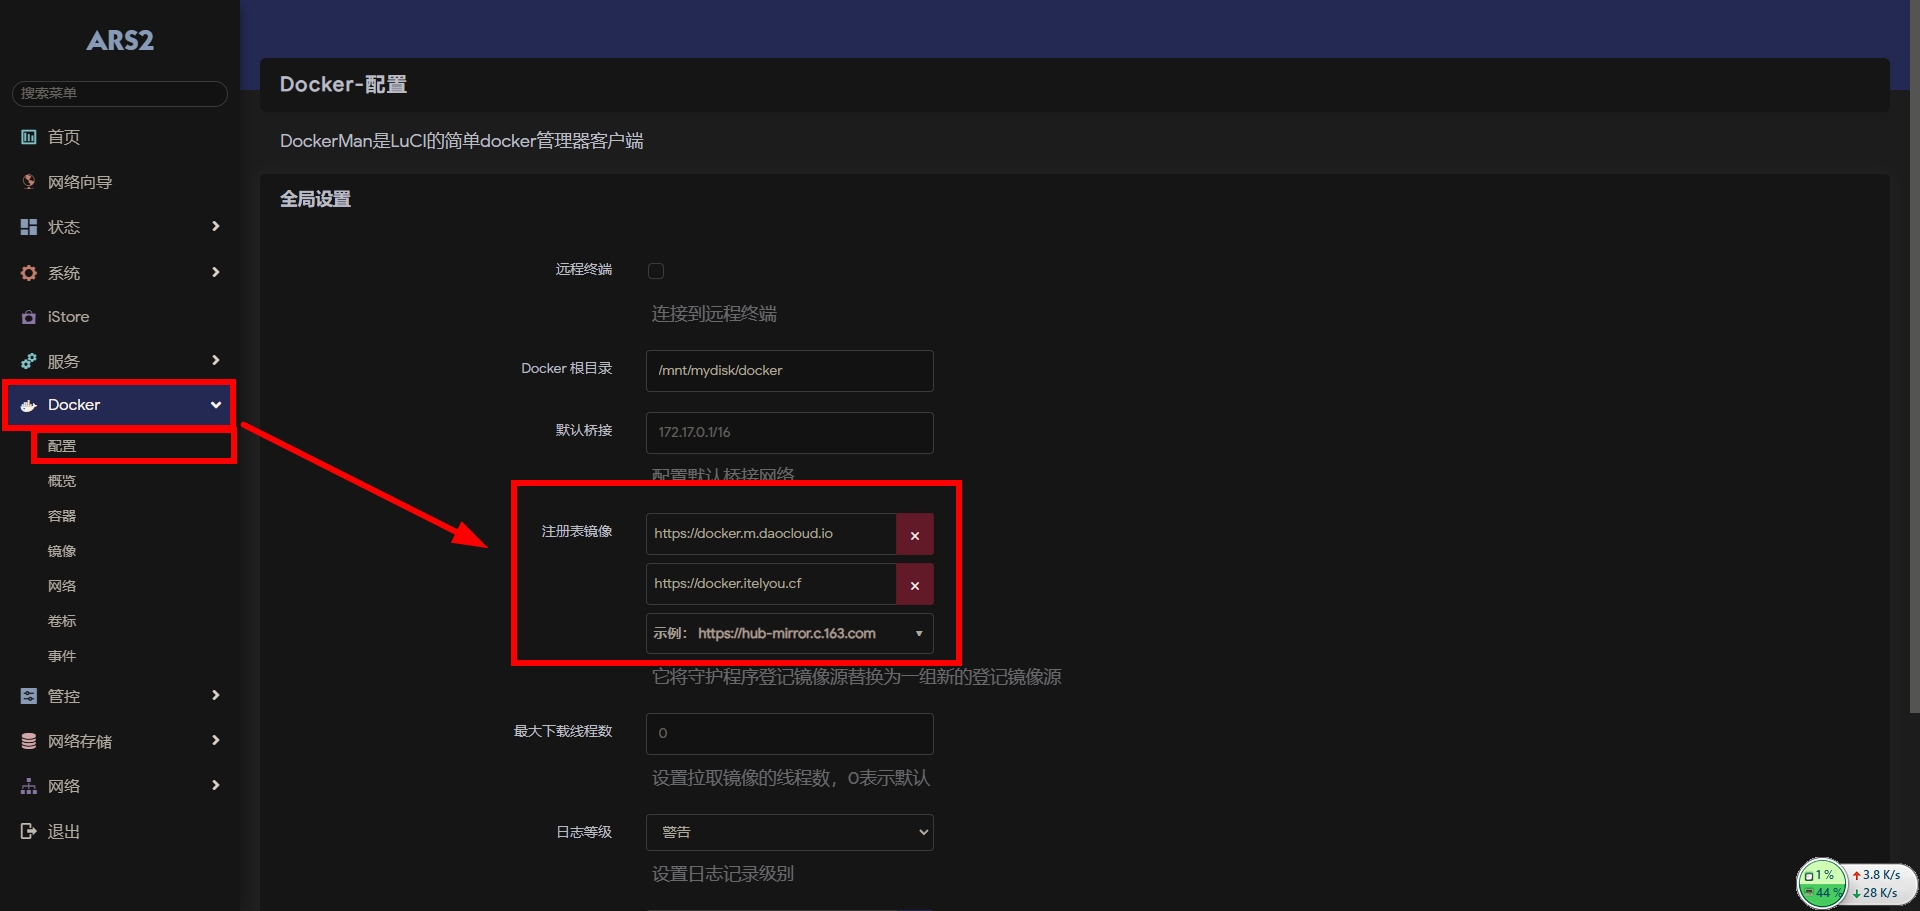 ARS2
搜索菜单
首页
网络向导
状态
系统
iStore
服务
Docker
配置
概览
容器
镜像
网络
卷标
事件
管控
网络存储
网络
退出
Docker-配置
DockerMan是LuCI的简单docker管理器客户端
全局设置
远程终端
连接到远程终端
Docker 根目录
/mnt/mydisk/docker
默认桥接
172.17.0.1/16
配置默认桥接网络
注册表镜像
https://docker.m.daocloud.io
×
https://docker.itelyou.cf
×
示例： https://hub-mirror.c.163.com
它将守护程序登记镜像源替换为一组新的登记镜像源
最大下载线程数
0
设置拉取镜像的线程数，0表示默认
日志等级
警告
设置日志记录级别
1 %
3.8 K/s
44 %
28 K/s